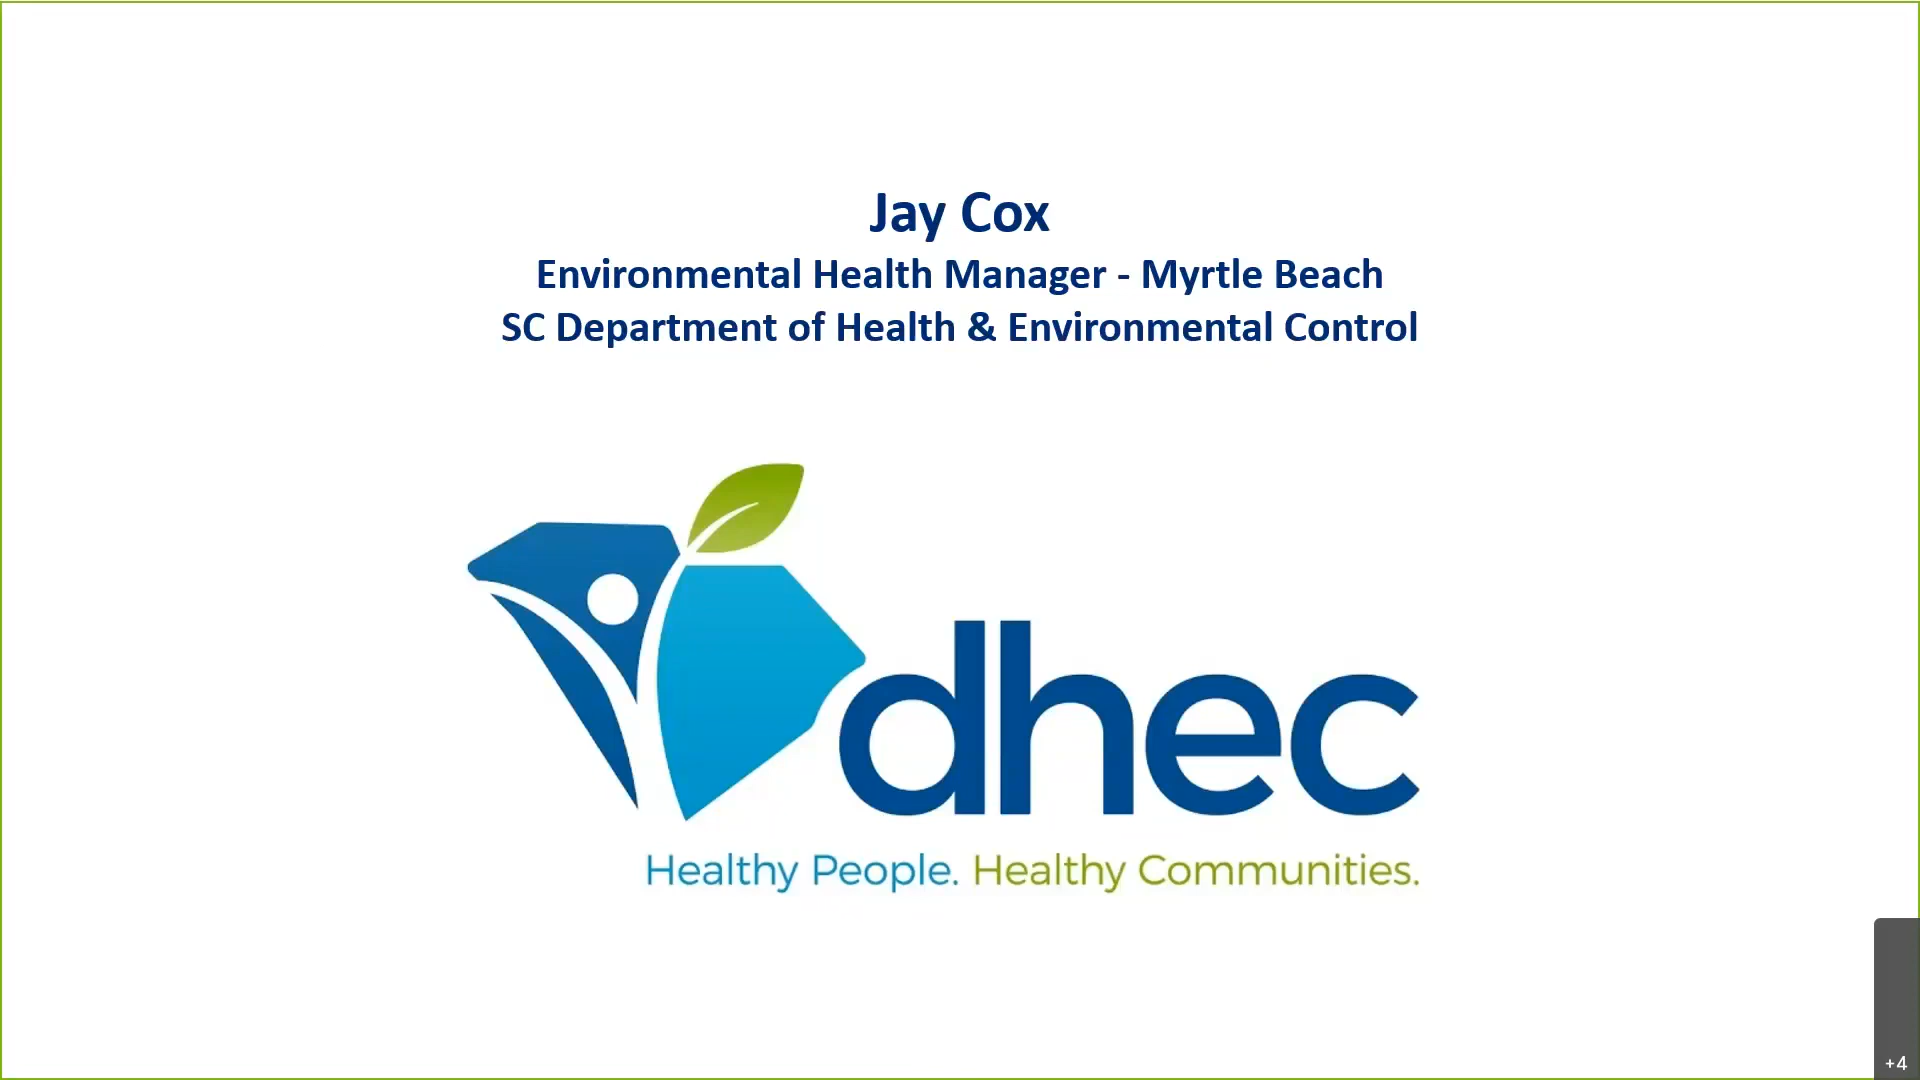 Jay Cox
Environmental Health Manager - Myrtle Beach
SC Department of Health & Environmental Control
dhec
Healthy People. Healthy Communities.
+4